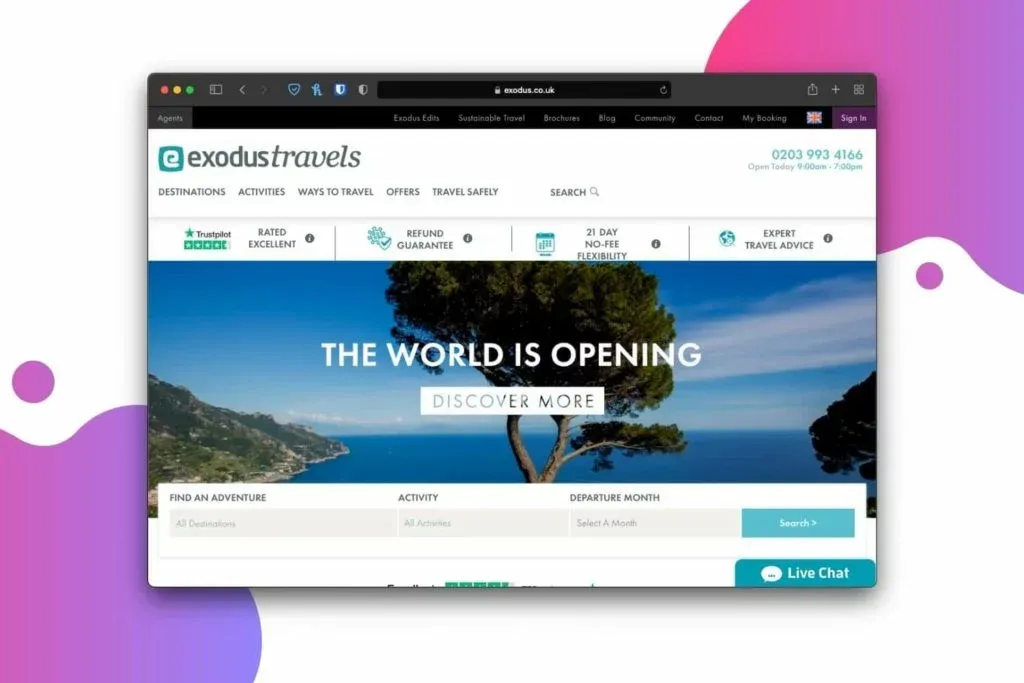 exodus.co.uk
Agents
Exodus Edits
Sustainable Travel
Brochures
Blog
Community
Contact
My Booking
Sign In
exodustravels
0203 993 4166
Open Today 9:00am - 7:00pm
DESTINATIONS
ACTIVITIES
WAYS TO TRAVEL
OFFERS
TRAVEL SAFELY
SEARCH
Trustpilot
RATED
EXCELLENT
REFUND
GUARANTEE
21 DAY
NO-FEE
FLEXIBILITY
EXPERT
TRAVEL ADVICE
THE WORLD IS OPENING
DISCOVER MORE
FIND AN ADVENTURE
ACTIVITY
DEPARTURE MONTH
All Destinations
All Activities
Select A Month
Search >
Live Chat